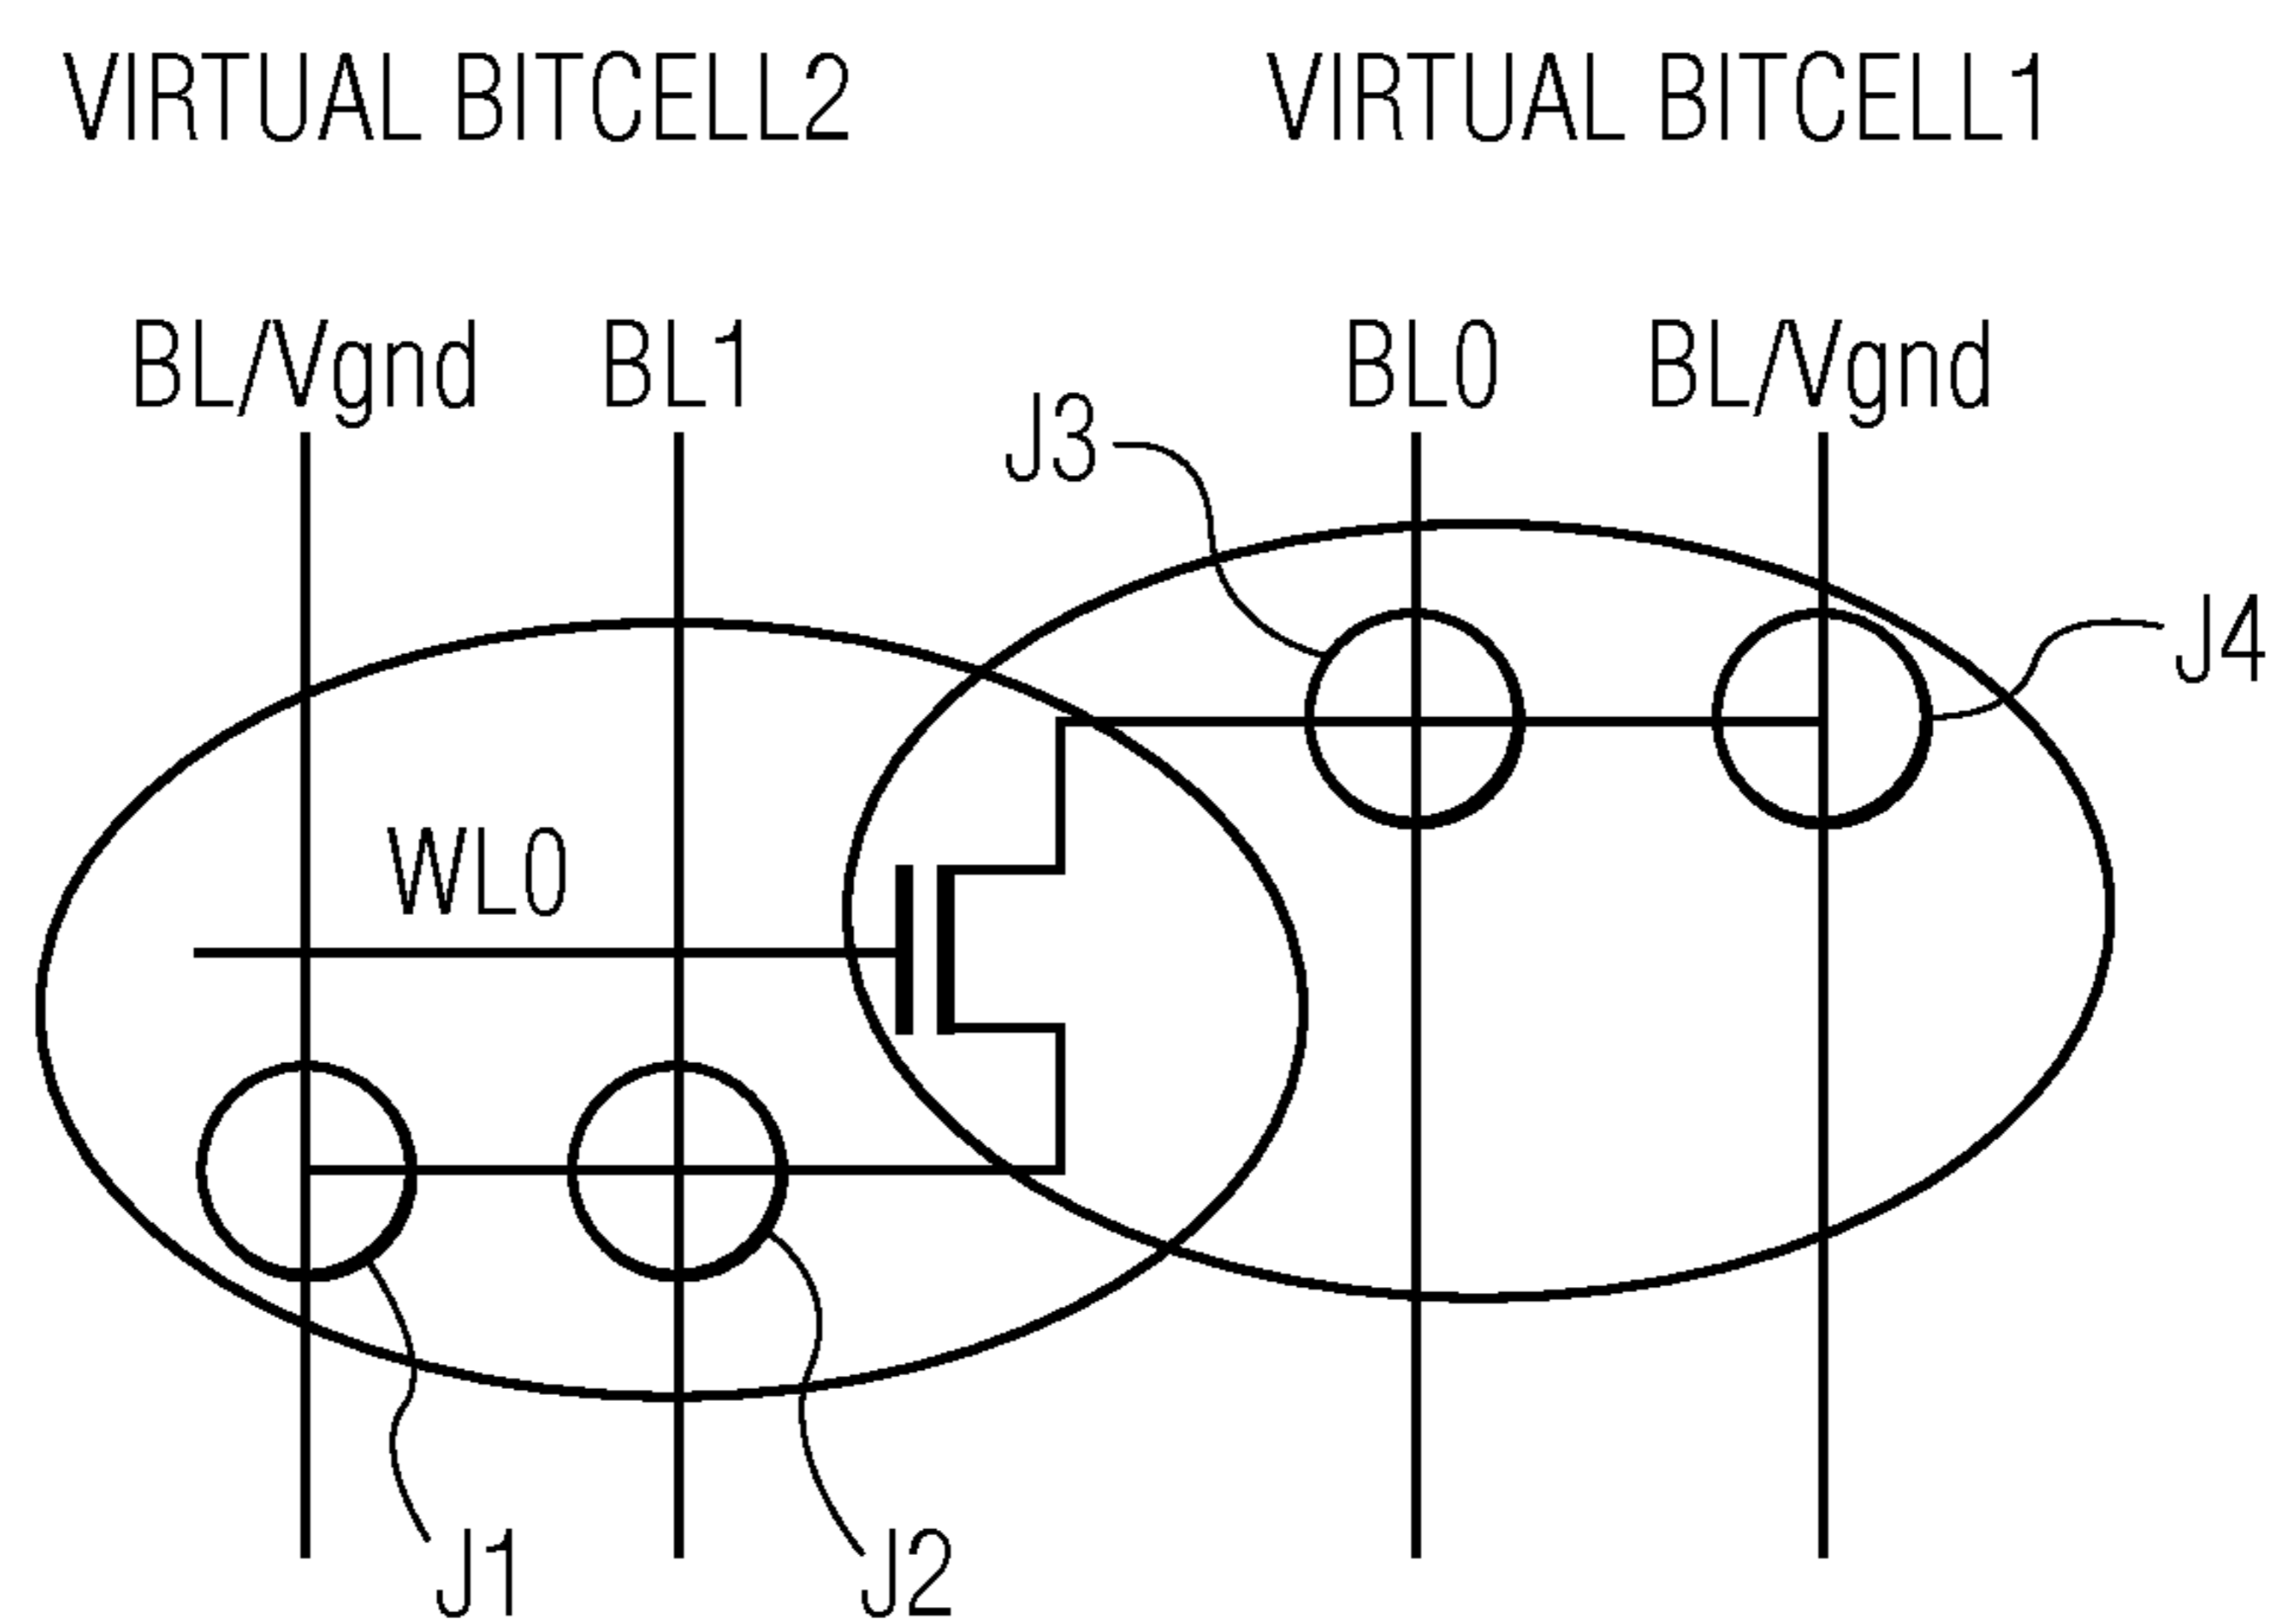 VIRTUAL BITCELL2
VIRTUAL BITCELL1
BL/Vgnd
BL1
BL0
BL/Vgnd
J3
J4
WL0
J1
J2